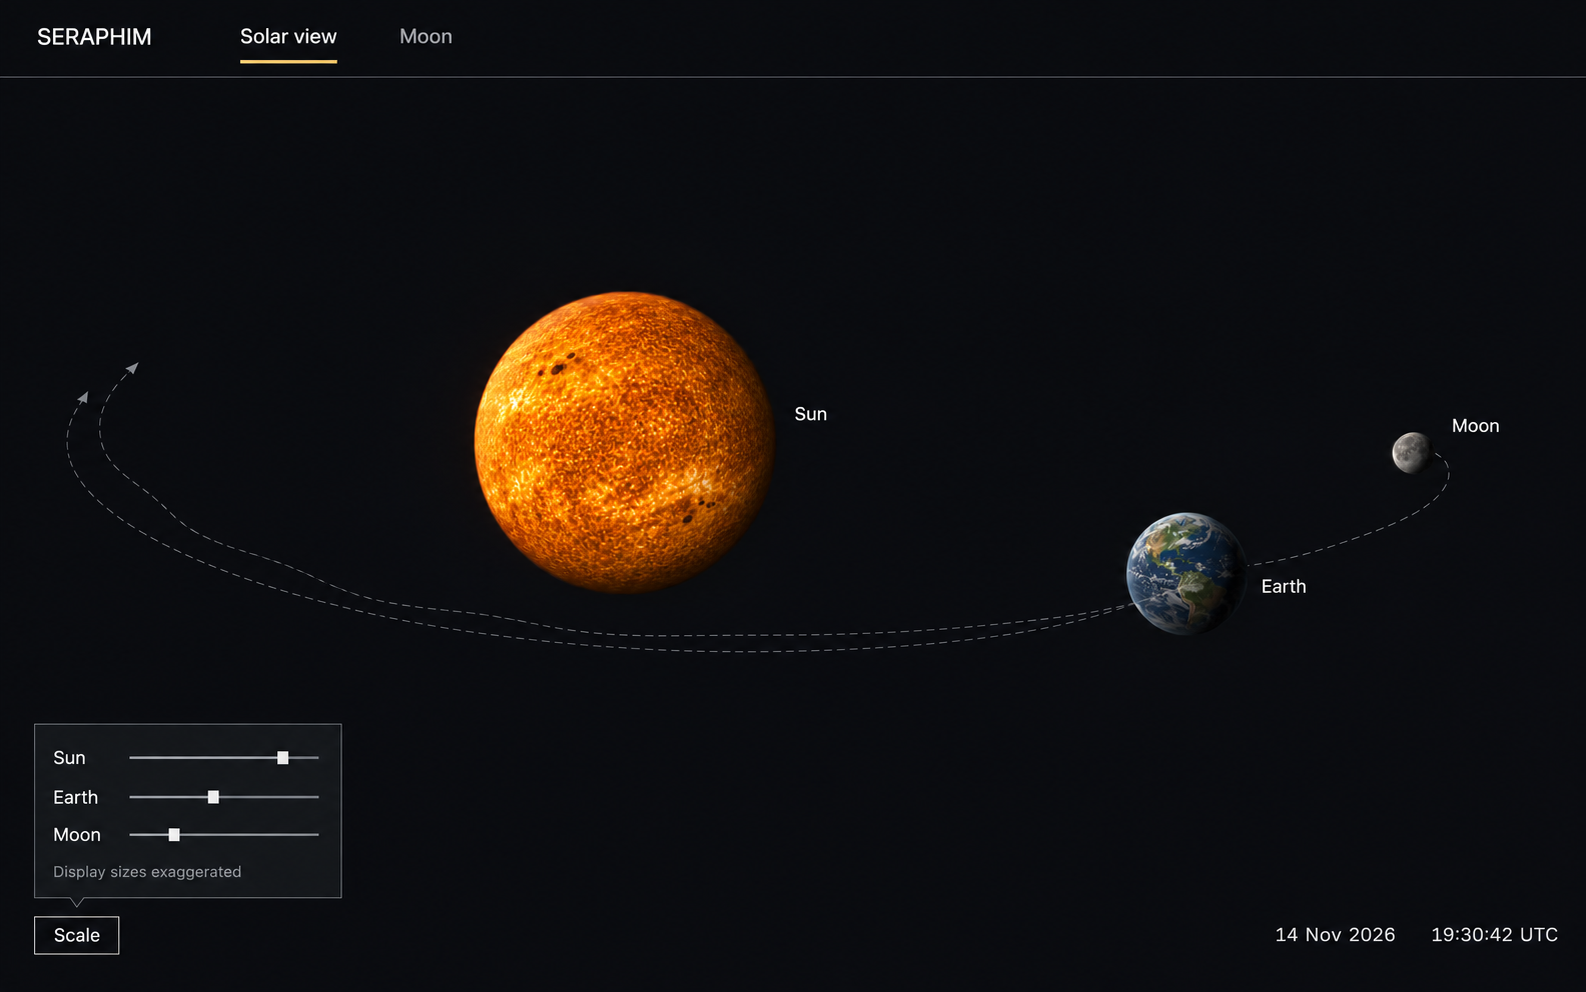 SERAPHIM
Solar view
Moon
Sun
Moon
Earth
Sun
Earth
Moon
Display sizes exaggerated
Scale
14 Nov 2026 19:30:42 UTC